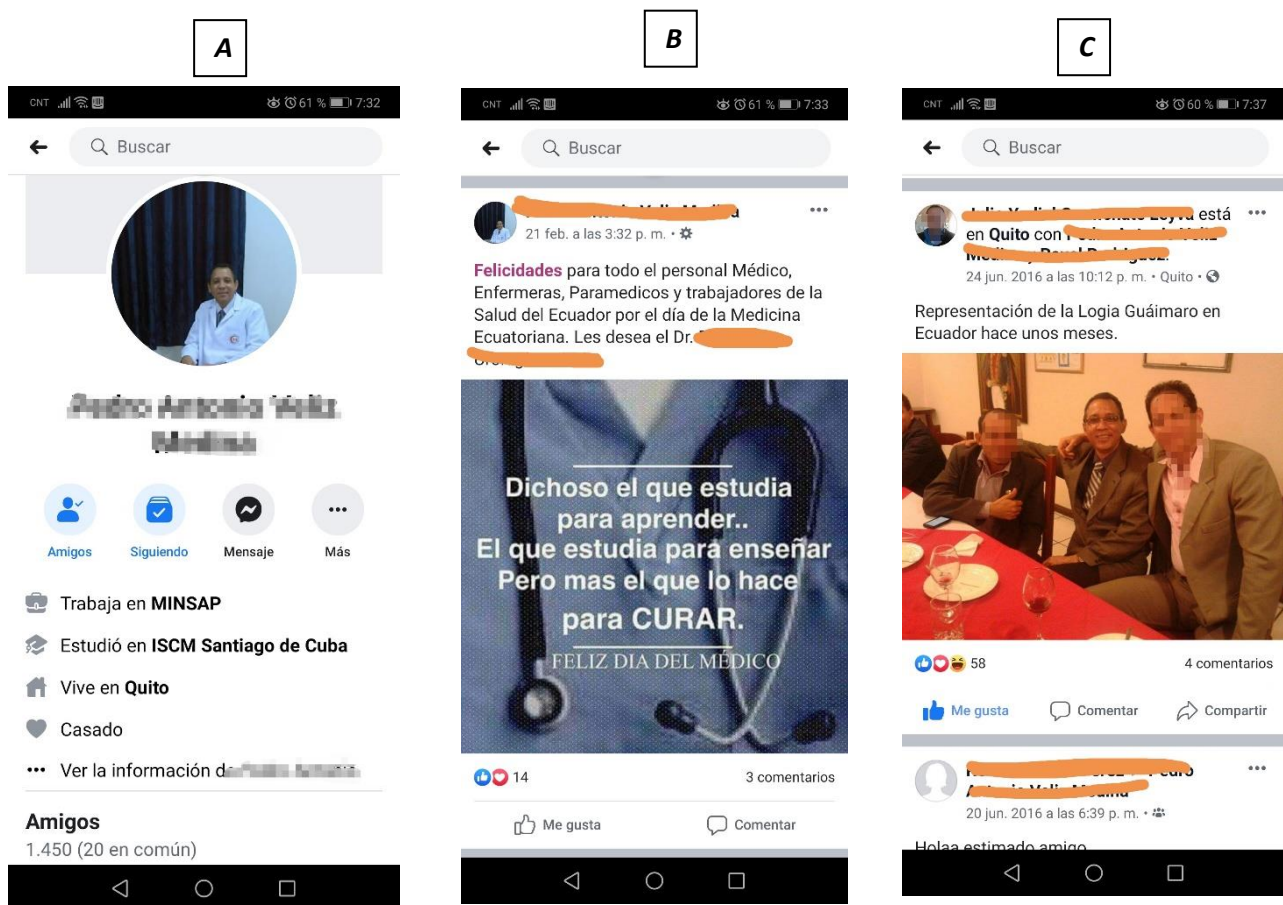 A
CNT 61 % 7:32
Buscar
Amigos
Siguiendo
Mensaje
Más
Trabaja en MINSAP
Estudió en ISCM Santiago de Cuba
Vive en Quito
Casado
Ver la información de
Amigos
1.450 (20 en común)
B
CNT 61 % 7:33
Buscar
21 feb. a las 3:32 p. m.
Felicidades para todo el personal Médico,
Enfermeras, Paramedicos y trabajadores de la
Salud del Ecuador por el día de la Medicina
Ecuatoriana. Les desea el Dr.
Dichoso el que estudia
para aprender..
El que estudia para enseñar
Pero mas el que lo hace
para CURAR.
FELIZ DIA DEL MÉDICO
14
3 comentarios
Me gusta
Comentar
C
CNT 60 % 7:37
Buscar
está
en Quito con
24 jun. 2016 a las 10:12 p. m. • Quito •
Representación de la Logia Guáimaro en
Ecuador hace unos meses.
58
4 comentarios
Me gusta
Comentar
Compartir
20 jun. 2016 a las 6:39 p. m. •
Holaa estimado amigo